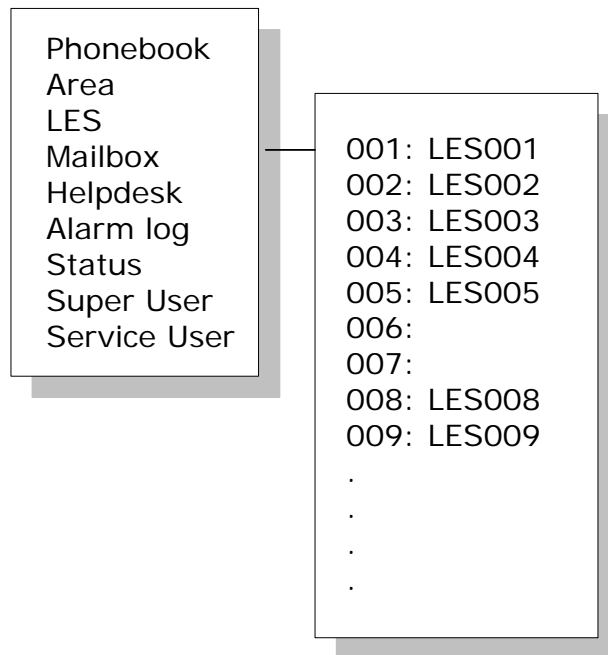 Phonebook
Area
LES
Mailbox
Helpdesk
Alarm log
Status
Super User
Service User
001: LES001
002: LES002
003: LES003
004: LES004
005: LES005
006:
007:
008: LES008
009: LES009
.
.
.
.